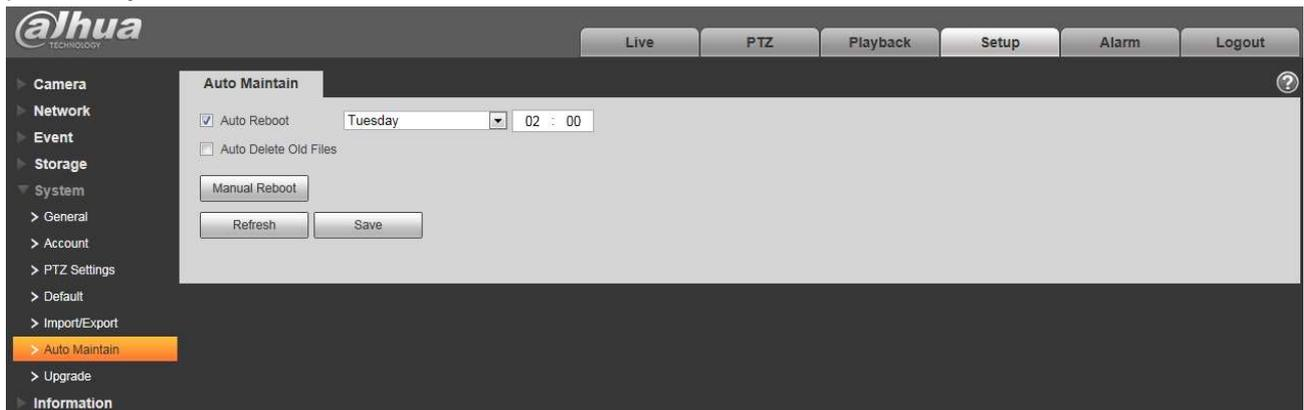 alhua
TECHNOLOGY
Live PTZ Playback Setup Alarm Logout
Camera
Network
Event
Storage
System
> General
> Account
> PTZ Settings
> Default
> Import/Export
> Auto Maintain
> Upgrade
Information
Auto Maintain
?
Auto Reboot Tuesday 02 : 00
Auto Delete Old Files
Manual Reboot
Refresh Save